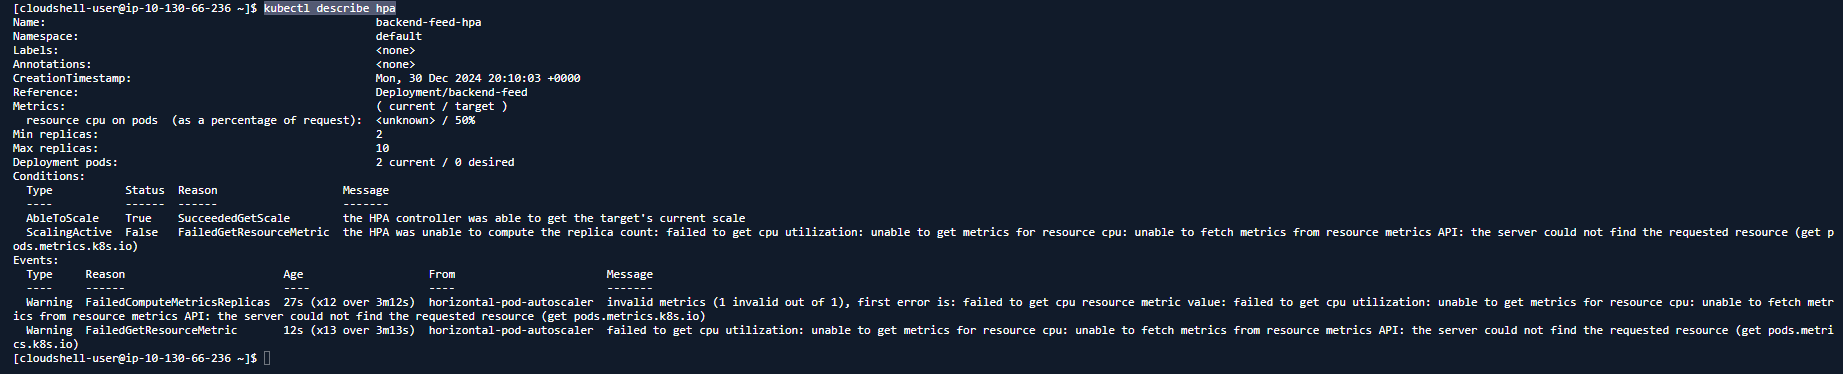 [cloudshell-user@ip-10-130-66-236 ~]$ kubectl describe hpa
Name:                                                  backend-feed-hpa
Namespace:                                             default
Labels:                                                <none>
Annotations:                                           <none>
CreationTimestamp:                                     Mon, 30 Dec 2024 20:10:03 +0000
Reference:                                             Deployment/backend-feed
Metrics:                                               ( current / target )
  resource cpu on pods  (as a percentage of request):  <unknown> / 50%
Min replicas:                                          2
Max replicas:                                          10
Deployment pods:                                       2 current / 0 desired
Conditions:
  Type           Status  Reason                   Message
  ----           ------  ------                   -------
  AbleToScale    True    SucceededGetScale        the HPA controller was able to get the target's current scale
  ScalingActive  False   FailedGetResourceMetric  the HPA was unable to compute the replica count: failed to get cpu utilization: unable to get metrics for resource cpu: unable to fetch metrics from resource metrics API: the server could not find the requested resource (get p
ods.metrics.k8s.io)
Events:
  Type     Reason                        Age                   From                       Message
  ----     ------                        ----                  ----                       -------
  Warning  FailedComputeMetricsReplicas  27s (x12 over 3m12s)  horizontal-pod-autoscaler  invalid metrics (1 invalid out of 1), first error is: failed to get cpu resource metric value: failed to get cpu utilization: unable to get metrics for resource cpu: unable to fetch metr
ics from resource metrics API: the server could not find the requested resource (get pods.metrics.k8s.io)
  Warning  FailedGetResourceMetric       12s (x13 over 3m13s)  horizontal-pod-autoscaler  failed to get cpu utilization: unable to get metrics for resource cpu: unable to fetch metrics from resource metrics API: the server could not find the requested resource (get pods.metri
cs.k8s.io)
[cloudshell-user@ip-10-130-66-236 ~]$